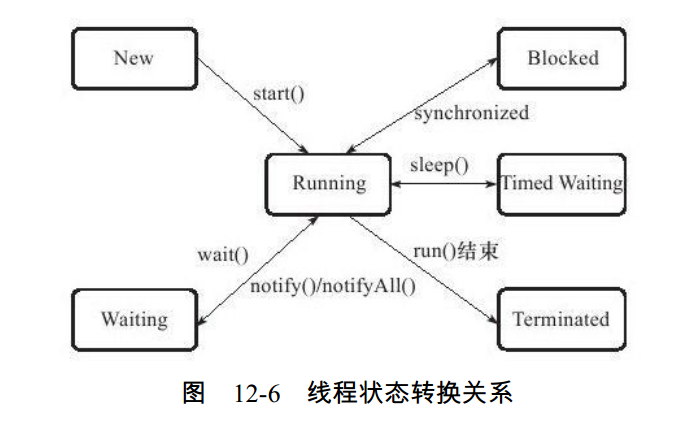 New
Blocked
start()
synchronized
sleep()
Running
Timed Waiting
wait()
run()结束
notify()/notifyAll()
Waiting
Terminated
图 12-6 线程状态转换关系